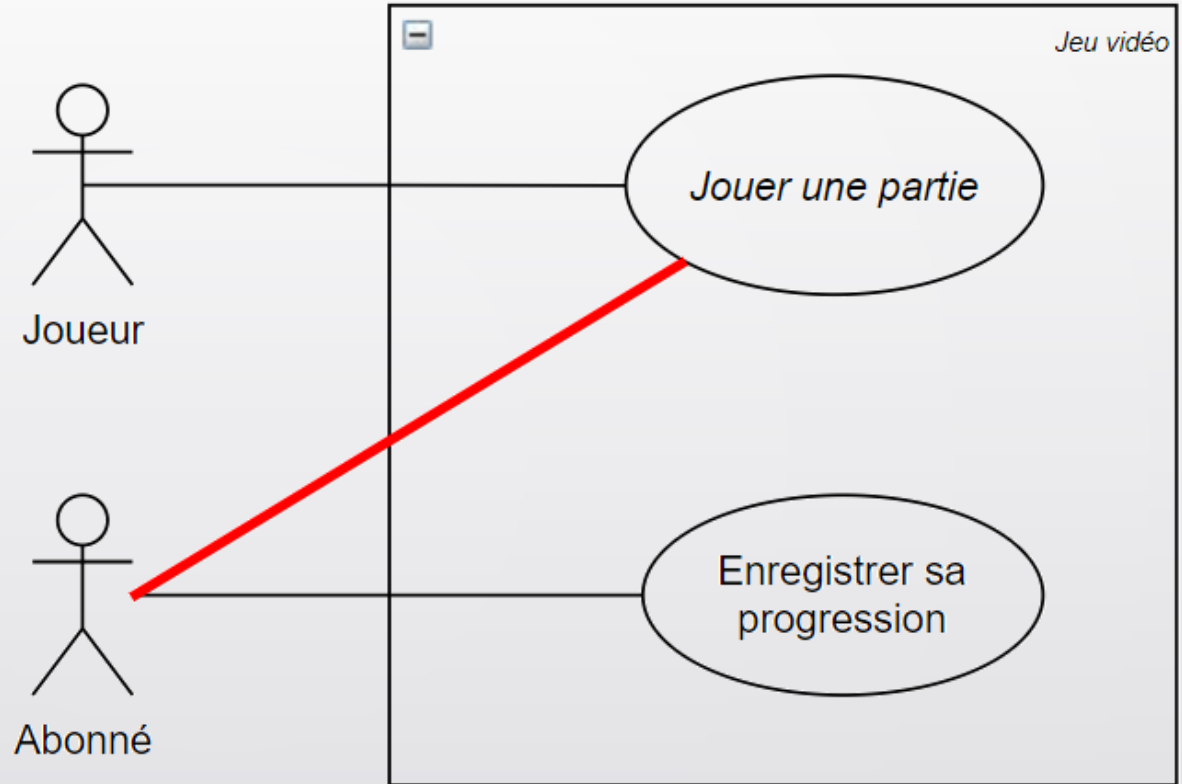 Jeu vidéo
Jouer une partie
Joueur
Enregistrer sa
progression
Abonné